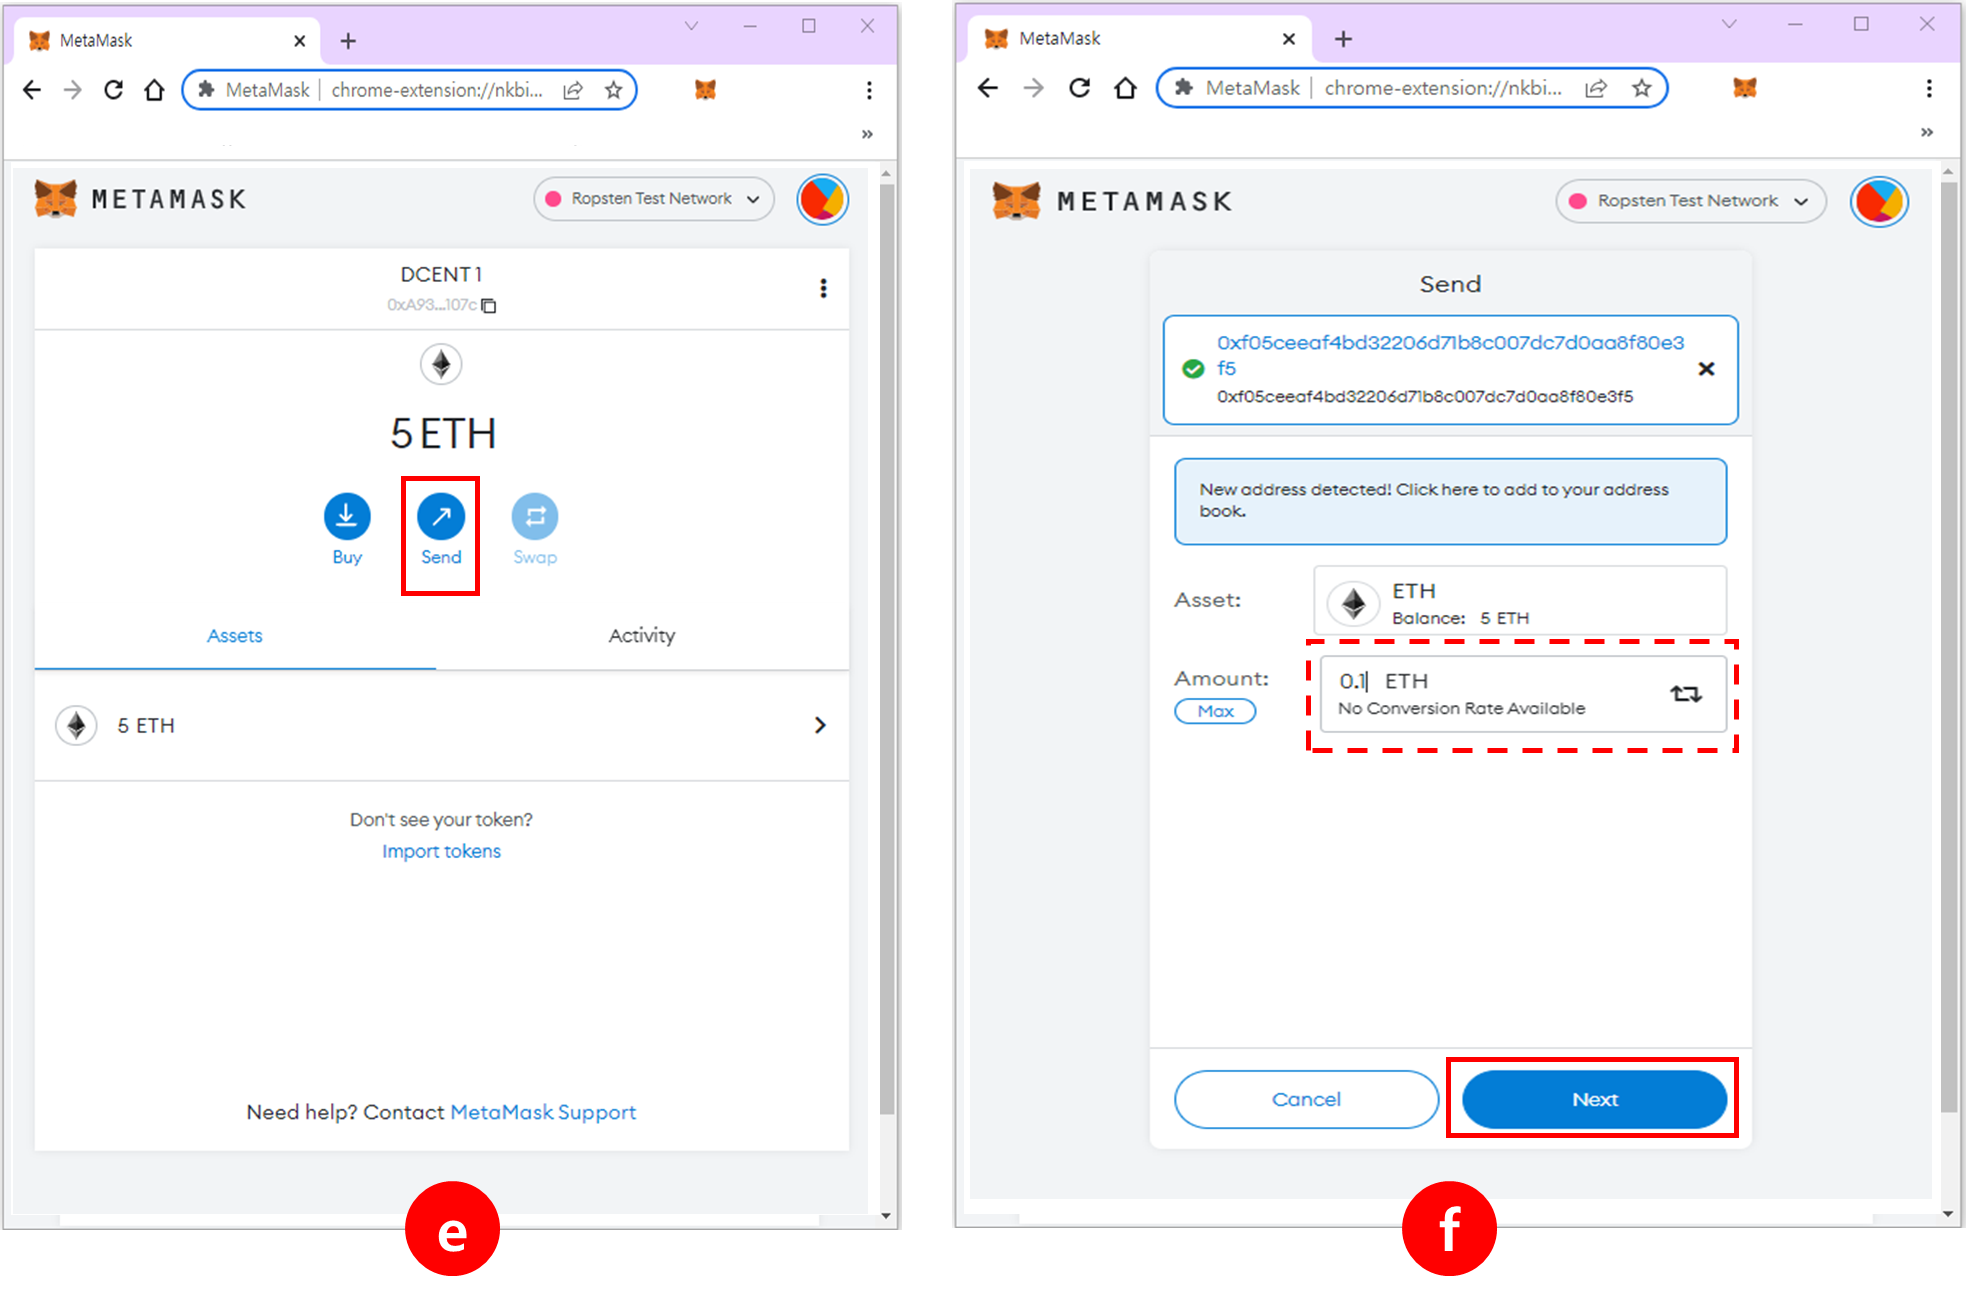 MetaMask
MetaMask | chrome-extension://nkbi...
»
METAMASK
Ropsten Test Network
DCENT 1
0xA93...107c
5 ETH
Buy
Send
Swap
Assets
Activity
5 ETH
Don't see your token?
Import tokens
Need help? Contact MetaMask Support
e
MetaMask
MetaMask | chrome-extension://nkbi...
»
METAMASK
Ropsten Test Network
Send
0xf05ceeaf4bd32206d71b8c007dc7d0aa8f80e3
f5
0xf05ceeaf4bd32206d71b8c007dc7d0aa8f80e3f5
New address detected! Click here to add to your address
book.
Asset:
ETH
Balance: 5 ETH
Amount:
Max
0.1 ETH
No Conversion Rate Available
Cancel
Next
f